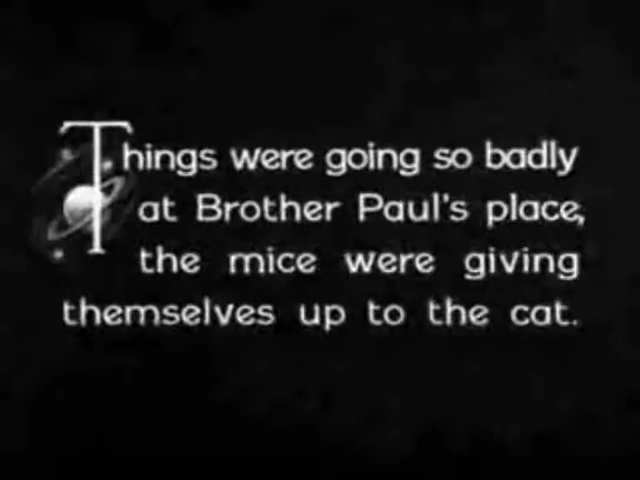 Things were going so badly
at Brother Paul's place,
the mice were giving
themselves up to the cat.